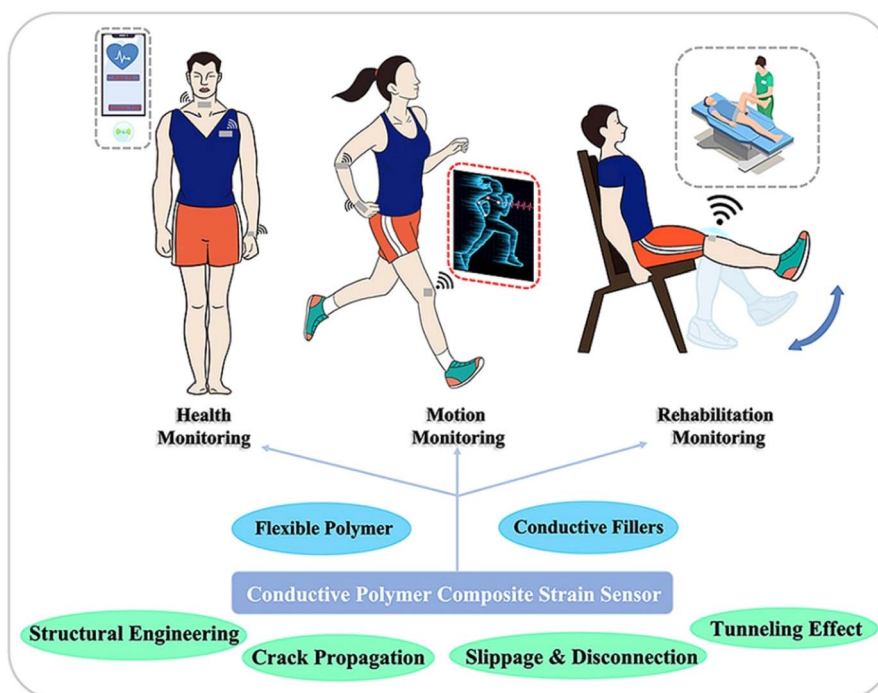 Health
Monitoring
Motion
Monitoring
Rehabilitation
Monitoring
Flexible Polymer
Conductive Fillers
Conductive Polymer Composite Strain Sensor
Structural Engineering
Crack Propagation
Slippage & Disconnection
Tunneling Effect